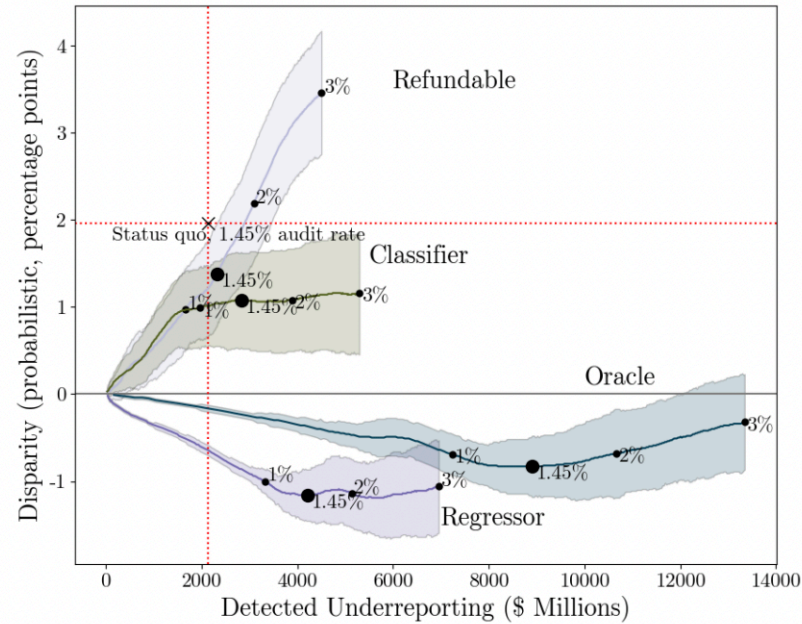 4
3
2
1
0
-1
Disparity (probabilistic, percentage points)
Refundable
3%
2%
Status quo, 1.45% audit rate
1.45%
Classifier
1%
1%
1.45%
2%
3%
Oracle
1%
1.45%
2%
3%
1%
1.45%
2%
3%
Regressor
0 2000 4000 6000 8000 10000 12000 14000
Detected Underreporting ($ Millions)